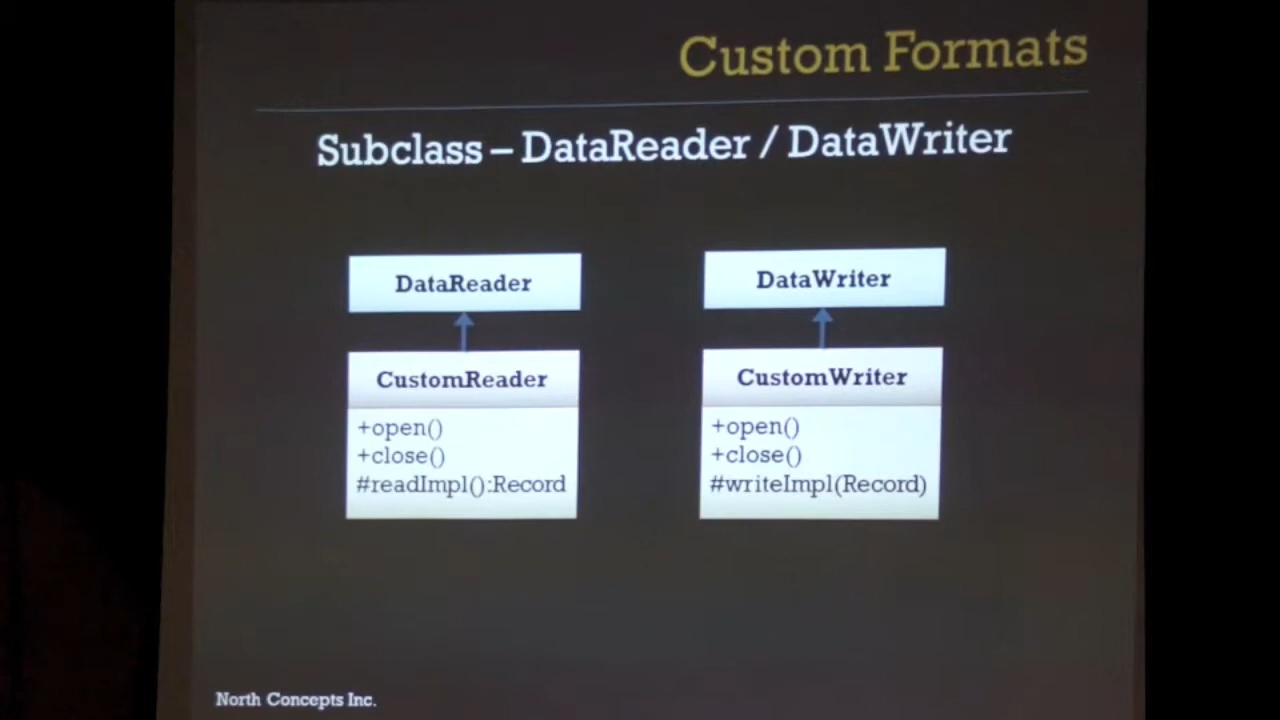 Custom Formats
Subclass – DataReader / DataWriter
DataReader
CustomReader
+open()
+close()
#readImpl():Record
DataWriter
CustomWriter
+open()
+close()
#writeImpl(Record)
North Concepts Inc.